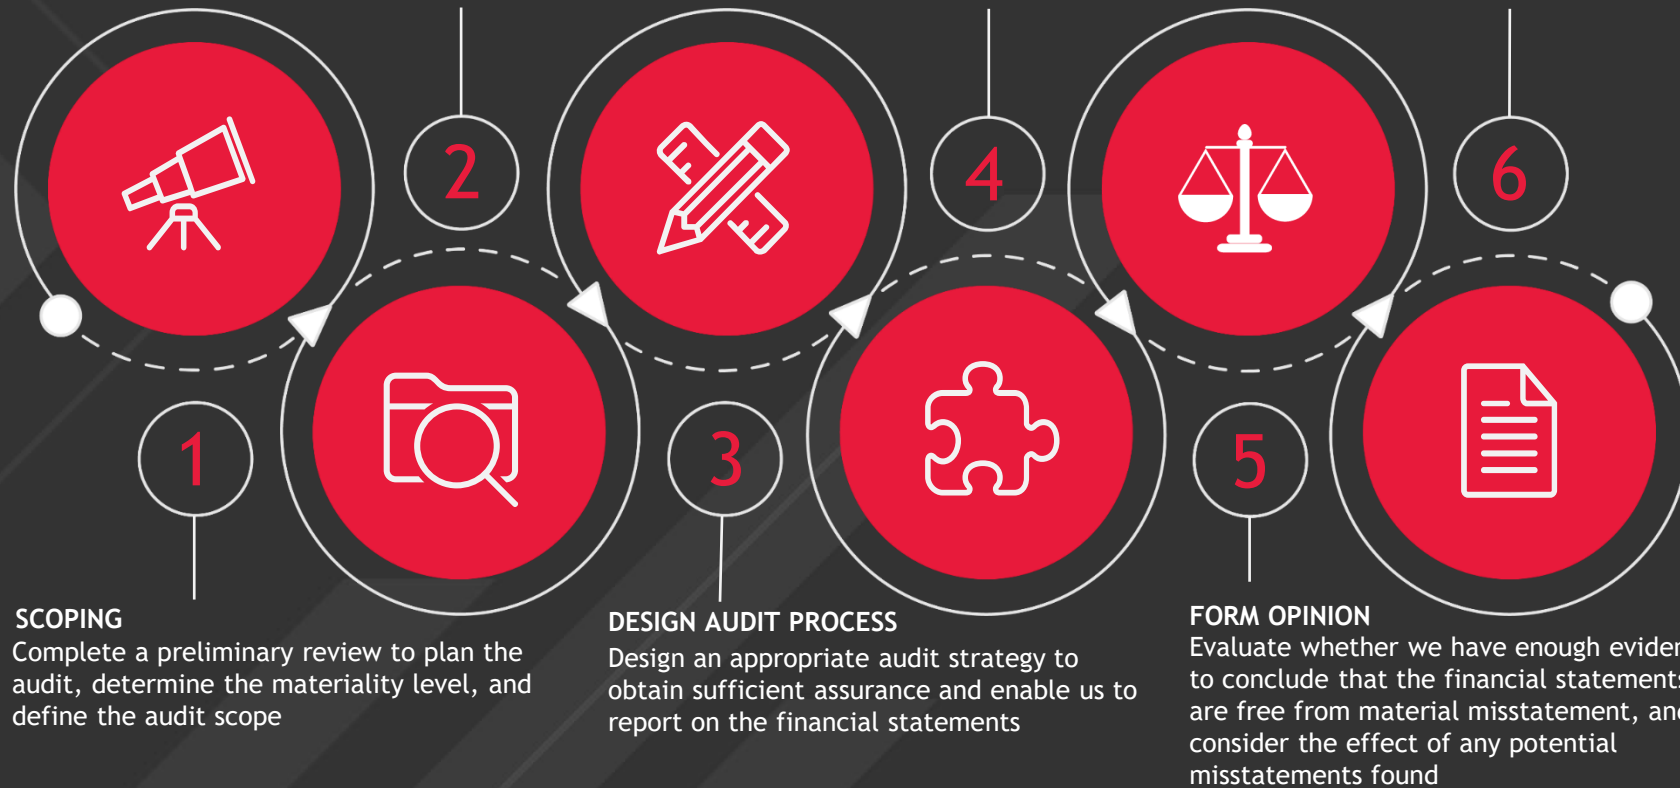 2
4
6
1
3
5
SCOPING
Complete a preliminary review to plan the
audit, determine the materiality level, and
define the audit scope
DESIGN AUDIT PROCESS
Design an appropriate audit strategy to
obtain sufficient assurance and enable us to
report on the financial statements
FORM OPINION
Evaluate whether we have enough
to conclude that the financial statements
are free from material misstatement, and
consider the effect of any potential
misstatements found